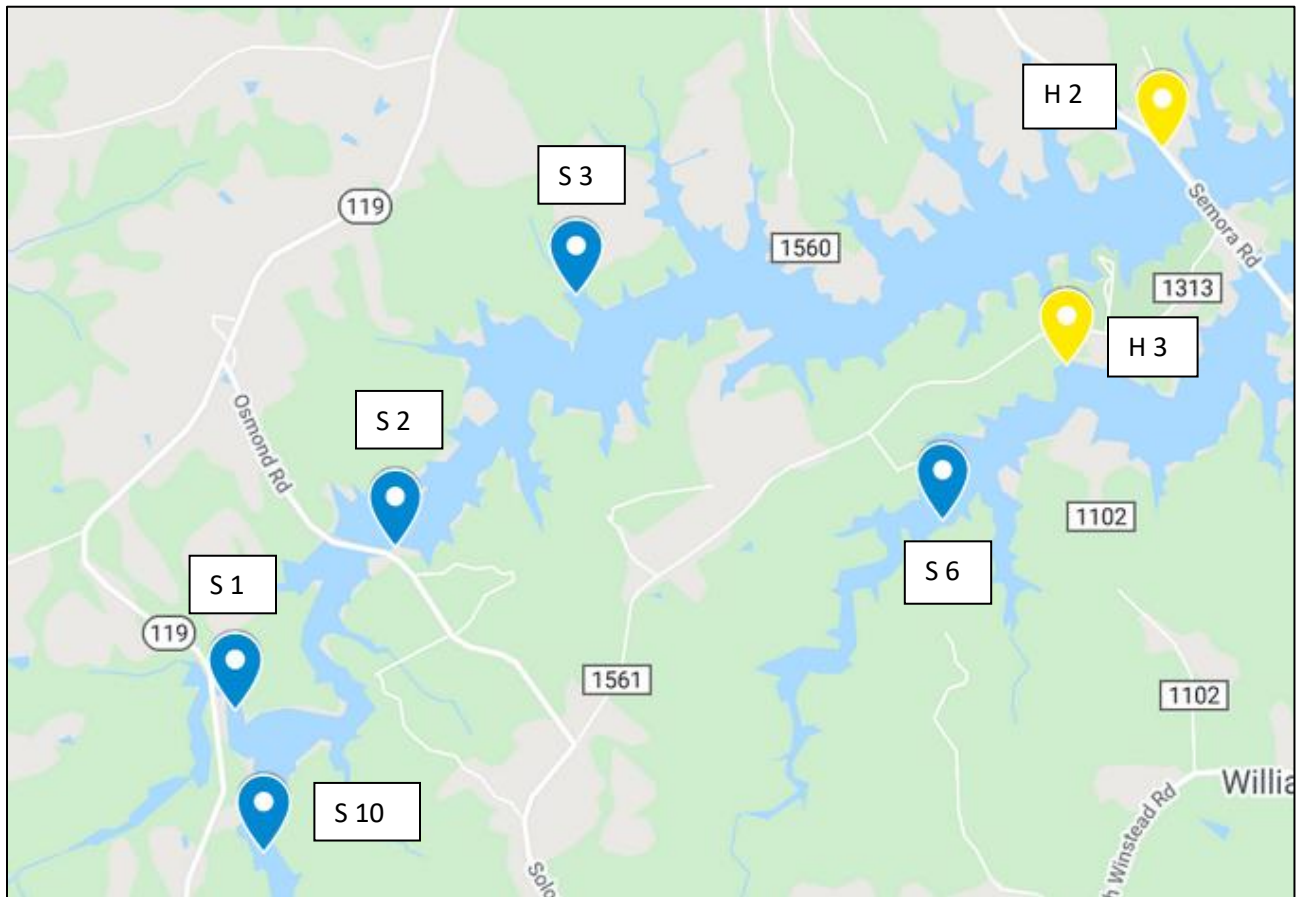 H 2
S 3
119
Semora Rd
1560
1313
H 3
S 2
Osmond Rd
1102
S 6
S 1
119
1561
1102
Willia
S 10
h Winstead Rd
Solo